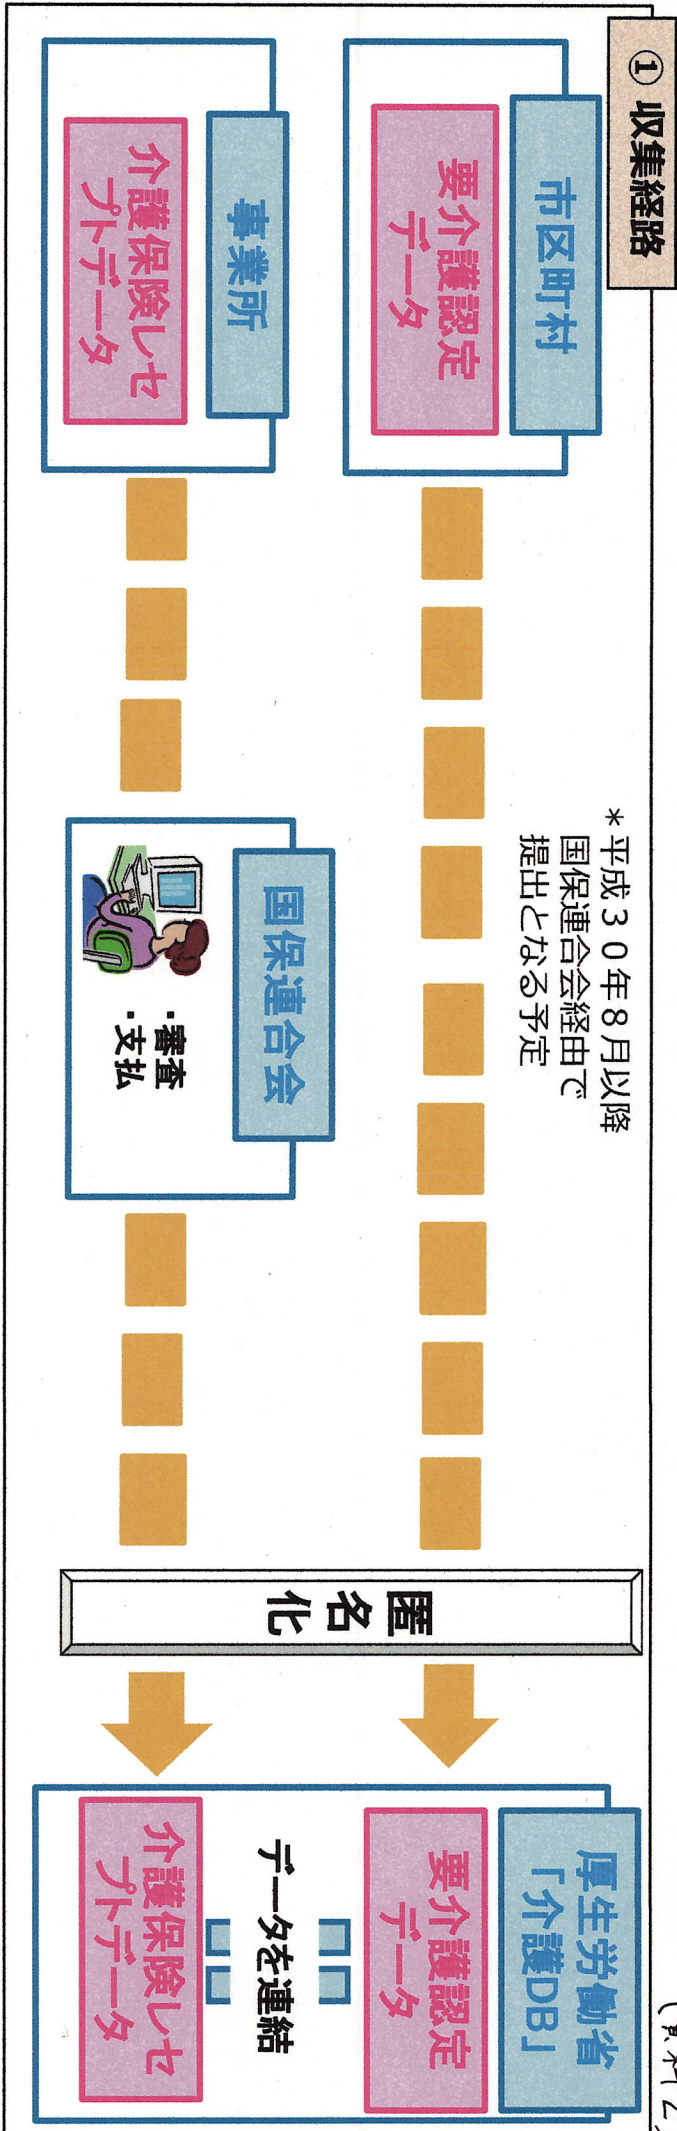 (資料2)
① 収集経路
市区町村
要介護認定
データ
事業所
介護保険レセ
プトデータ
*平成30年8月以降
国保連合会経由で
提出となる予定
国保連合会
・審査
・支払
匿名化
厚生労働省
「介護DB」
要介護認定
データ
データを連結
介護保険レセ
プトデータ